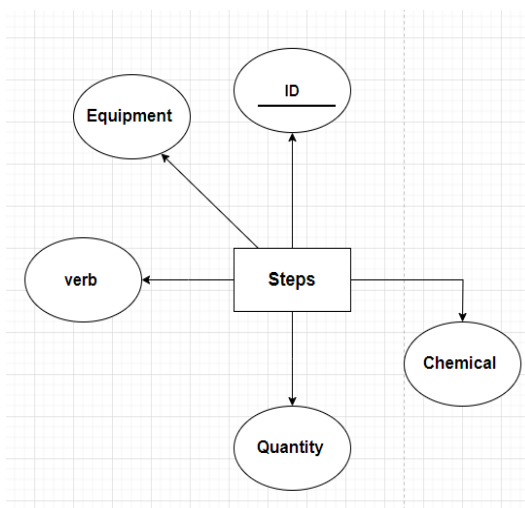 ID
Equipment
verb
Steps
Chemical
Quantity